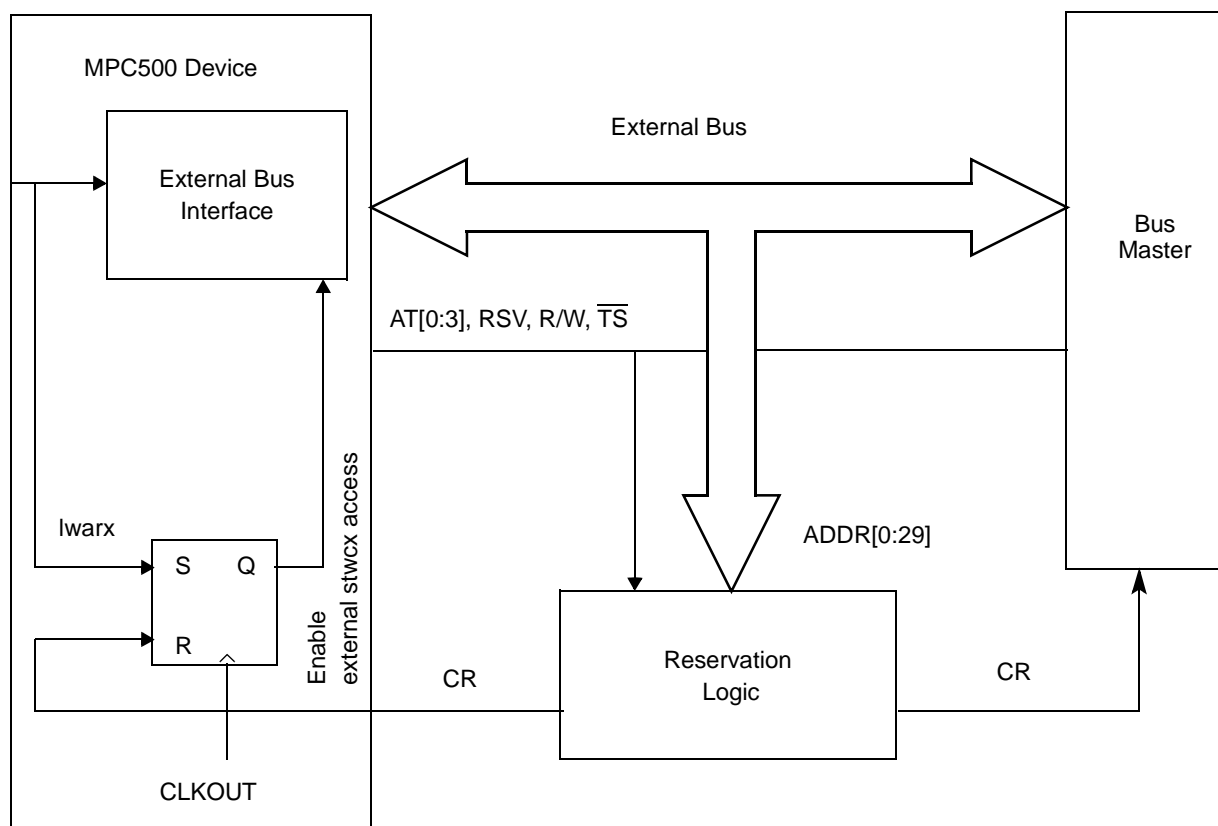 MPC500 Device
External Bus
Interface
External Bus
Bus
Master
AT[0:3], RSV, R/W, TS
lwarx
S
Q
R
Enable
external stwcx access
ADDR[0:29]
Reservation
Logic
CR
CR
CLKOUT